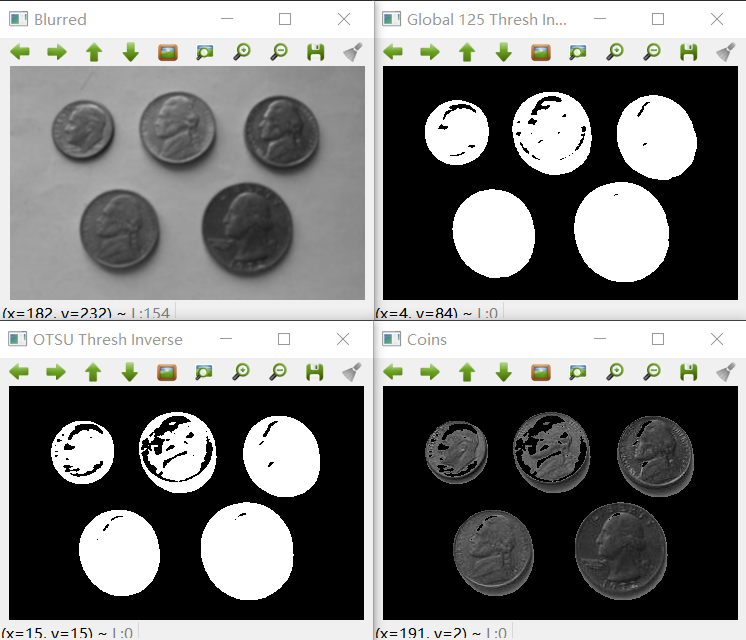 Blurred
Global 125 Thresh In...
(x=182, y=232) ~ L:154
(x=4, y=84) ~ L:0
OTSU Thresh Inverse
Coins
(x=15, y=15) ~ L:0
(x=191, y=2) ~ L:0